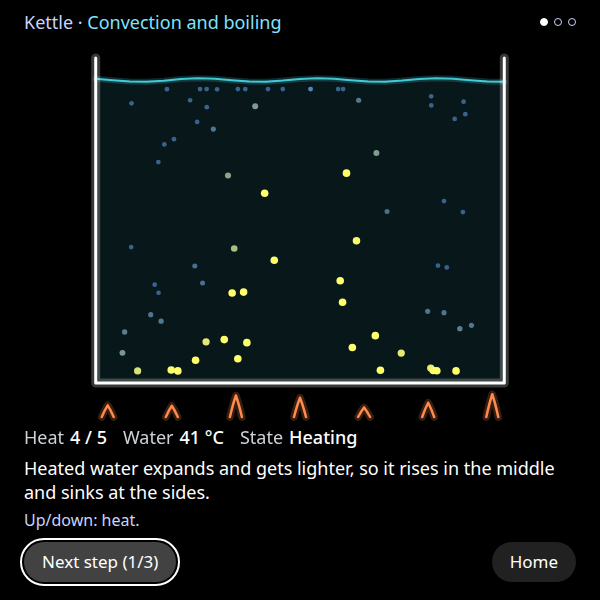 Kettle · Convection and boiling
Heat 4 / 5 Water 41 °C State Heating
Heated water expands and gets lighter, so it rises in the middle
and sinks at the sides.
Up/down: heat.
Next step (1/3)
Home